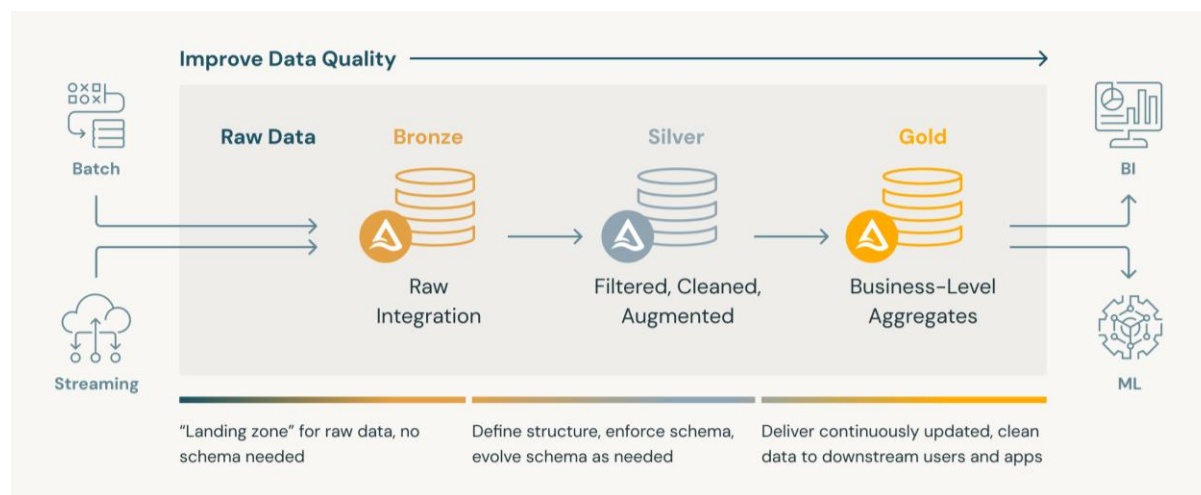 Improve Data Quality
Batch
Raw Data
Bronze
Silver
Gold
BI
Raw
Integration
Filtered, Cleaned,
Augmented
Business-Level
Aggregates
Streaming
ML
“Landing zone” for raw data, no
schema needed
Define structure, enforce schema,
evolve schema as needed
Deliver continuously updated, clean
data to downstream users and apps